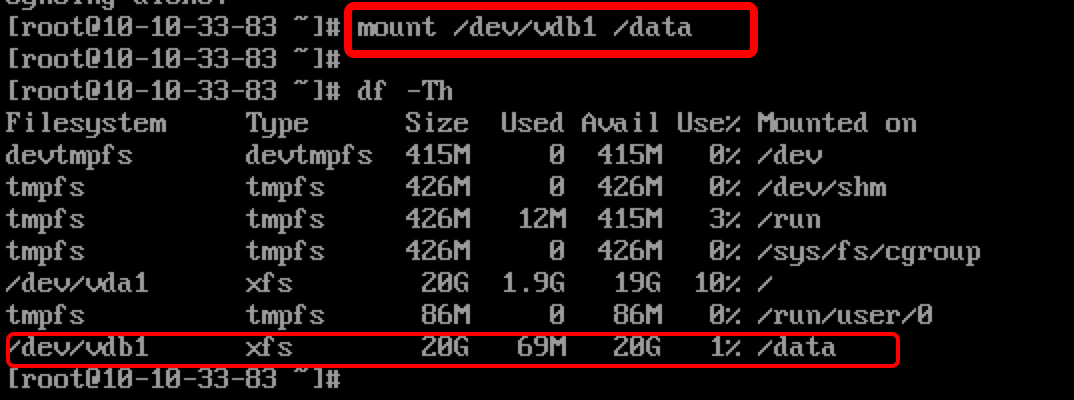 Syncing disks.
[root@10-10-33-83 ~]# mount /dev/vdb1 /data
[root@10-10-33-83 ~]#
[root@10-10-33-83 ~]# df -Th
Filesystem     Type      Size  Used Avail Use% Mounted on
devtmpfs       devtmpfs  415M     0  415M   0% /dev
tmpfs          tmpfs     426M     0  426M   0% /dev/shm
tmpfs          tmpfs     426M   12M  415M   3% /run
tmpfs          tmpfs     426M     0  426M   0% /sys/fs/cgroup
/dev/vda1      xfs        20G  1.9G   19G  10% /
tmpfs          tmpfs      86M     0   86M   0% /run/user/0
/dev/vdb1      xfs        20G   69M   20G   1% /data
[root@10-10-33-83 ~]#